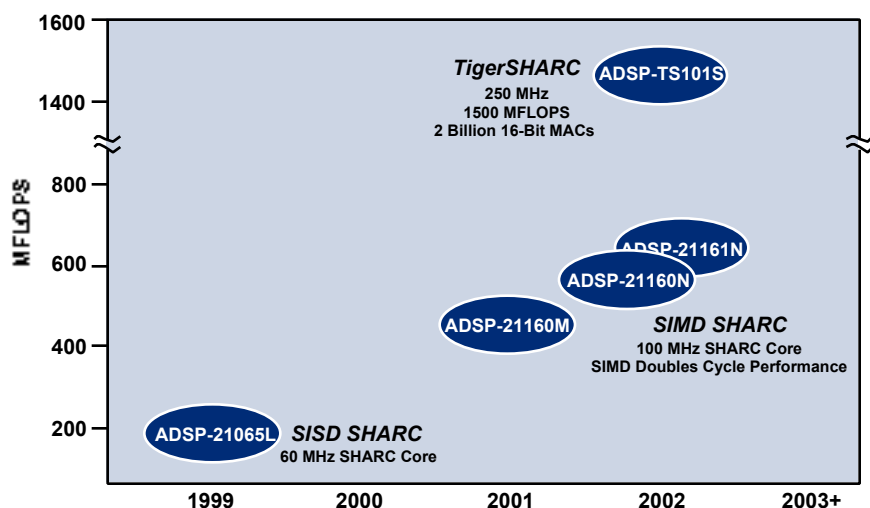 1600
1400
800
600
400
200
MFLOPS
TigerSHARC
250 MHz
1500 MFLOPS
2 Billion 16-Bit MACs
ADSP-TS101S
ADSP-21161N
ADSP-21160N
ADSP-21160M
SIMD SHARC
100 MHz SHARC Core
SIMD Doubles Cycle Performance
ADSP-21065L
SISD SHARC
60 MHz SHARC Core
1999 2000 2001 2002 2003+